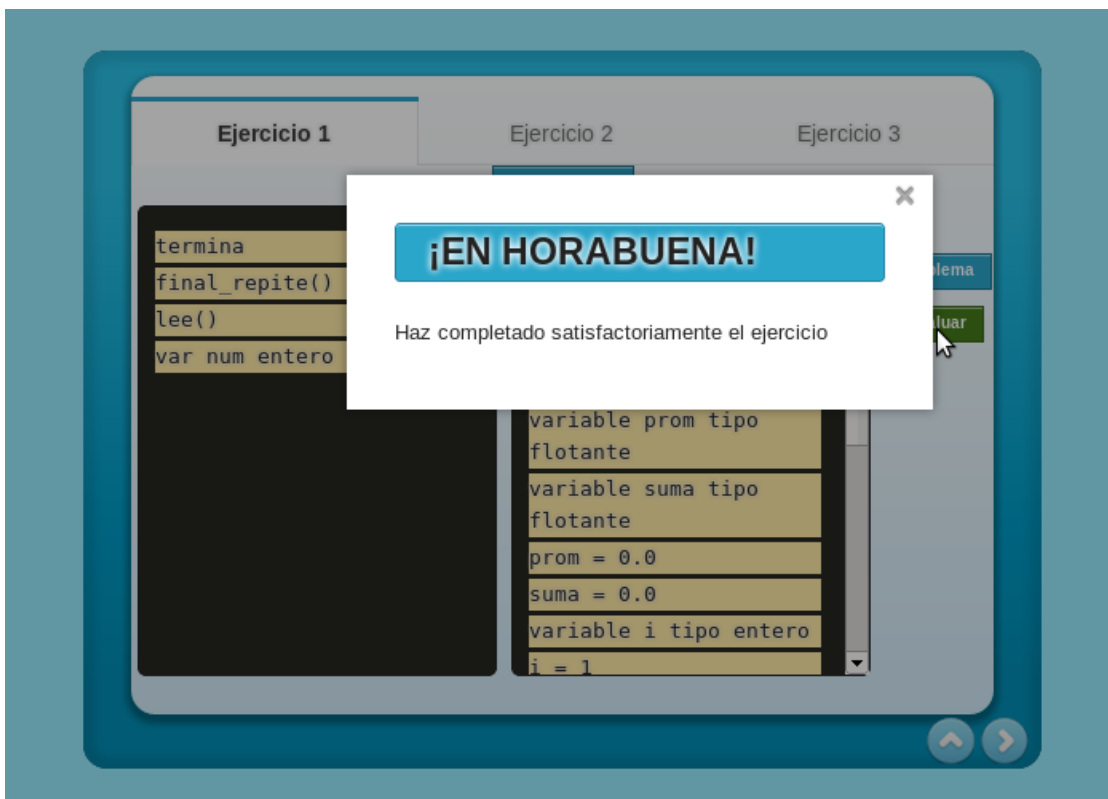 Ejercicio 1
Ejercicio 2
Ejercicio 3
¡EN HORABUENA!
Haz completado satisfactoriamente el ejercicio
termina
final_repite()
lee()
var num entero
variable prom tipo
flotante
variable suma tipo
flotante
prom = 0.0
suma = 0.0
variable i tipo entero
i = 1